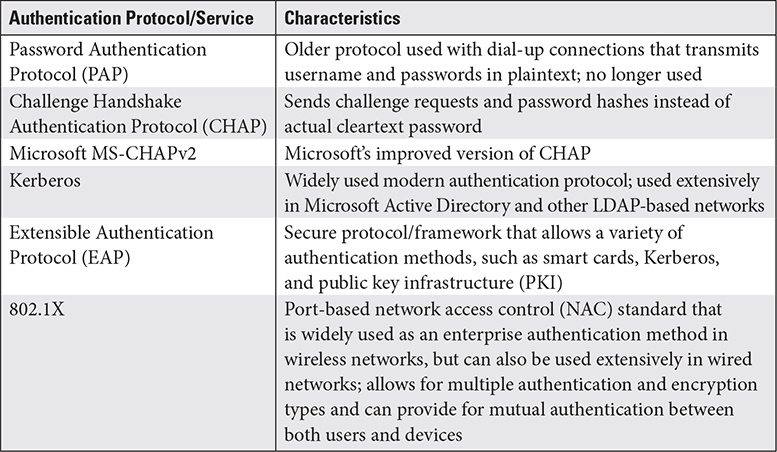 Authentication Protocol/Service
Characteristics
Password Authentication
Protocol (PAP)
Older protocol used with dial-up connections that transmits
username and passwords in plaintext; no longer used
Challenge Handshake
Authentication Protocol (CHAP)
Sends challenge requests and password hashes instead of
actual cleartext password
Microsoft MS-CHAPv2
Microsoft’s improved version of CHAP
Kerberos
Widely used modern authentication protocol; used extensively
in Microsoft Active Directory and other LDAP-based networks
Extensible Authentication
Protocol (EAP)
Secure protocol/framework that allows a variety of
authentication methods, such as smart cards, Kerberos,
and public key infrastructure (PKI)
802.1X
Port-based network access control (NAC) standard that
is widely used as an enterprise authentication method in
wireless networks, but can also be used extensively in wired
networks; allows for multiple authentication and encryption
types and can provide for mutual authentication between
both users and devices